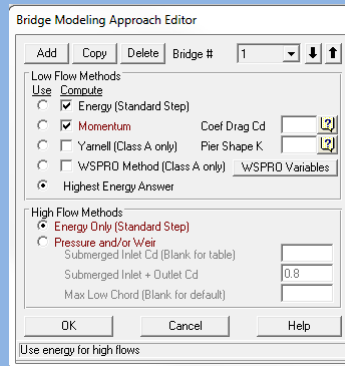 Bridge Modeling Approach Editor
Add Copy Delete Bridge # 1
Low Flow Methods
Use Compute
Energy (Standard Step)
Momentum Coef Drag Cd
Yarnell (Class A only) Pier Shape K
WSPRO Method (Class A only) WSPRO Variables
Highest Energy Answer
High Flow Methods
Energy Only (Standard Step)
Pressure and/or Weir
Submerged Inlet Cd (Blank for table)
Submerged Inlet + Outlet Cd 0.8
Max Low Chord (Blank for default)
OK Cancel Help
Use energy for high flows